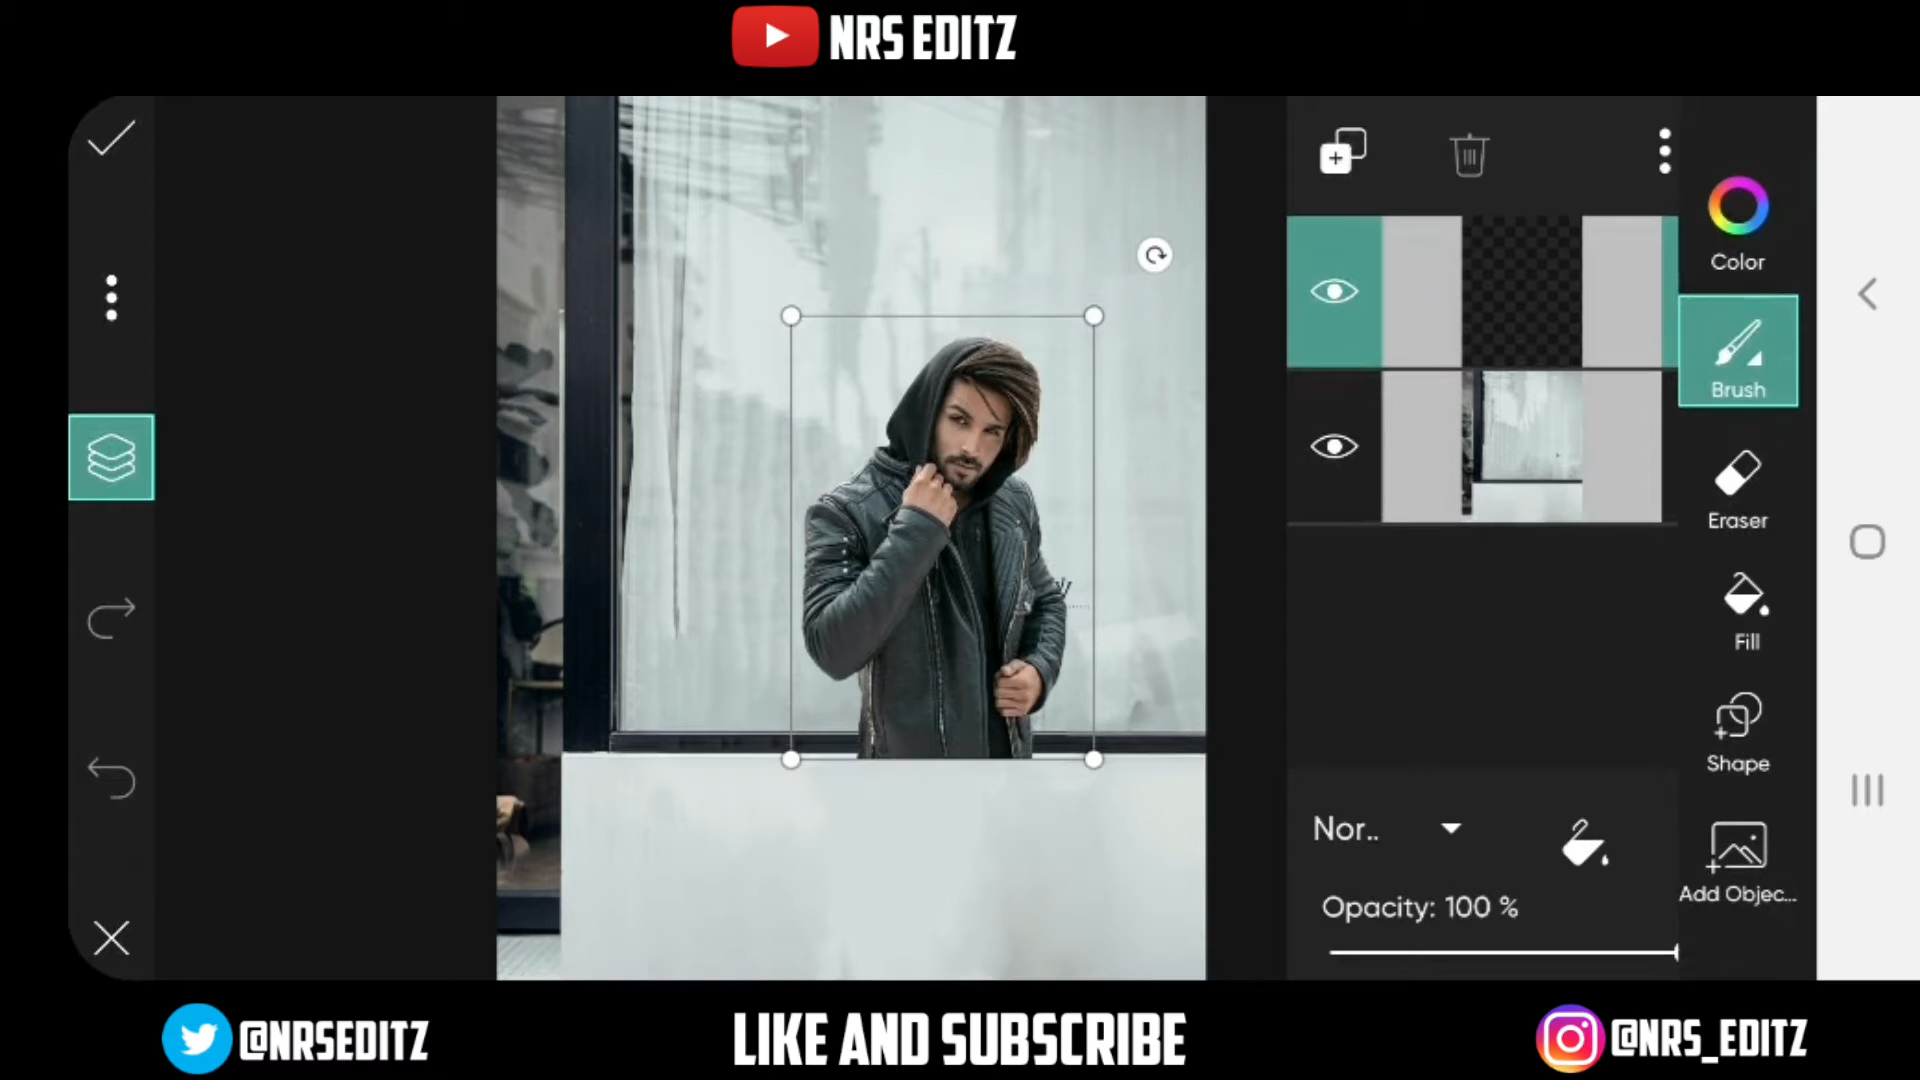 NRS EDITZ
Color
Brush
Eraser
Fill
Shape
Add Objec...
Nor..
Opacity: 100 %
@NRSEDITZ
LIKE AND SUBSCRIBE
@NRS_EDITZ